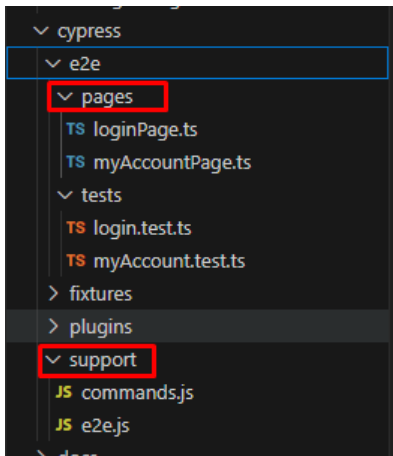 cypress
e2e
pages
TS loginPage.ts
TS myAccountPage.ts
tests
TS login.test.ts
TS myAccount.test.ts
fixtures
plugins
support
JS commands.js
JS e2e.js